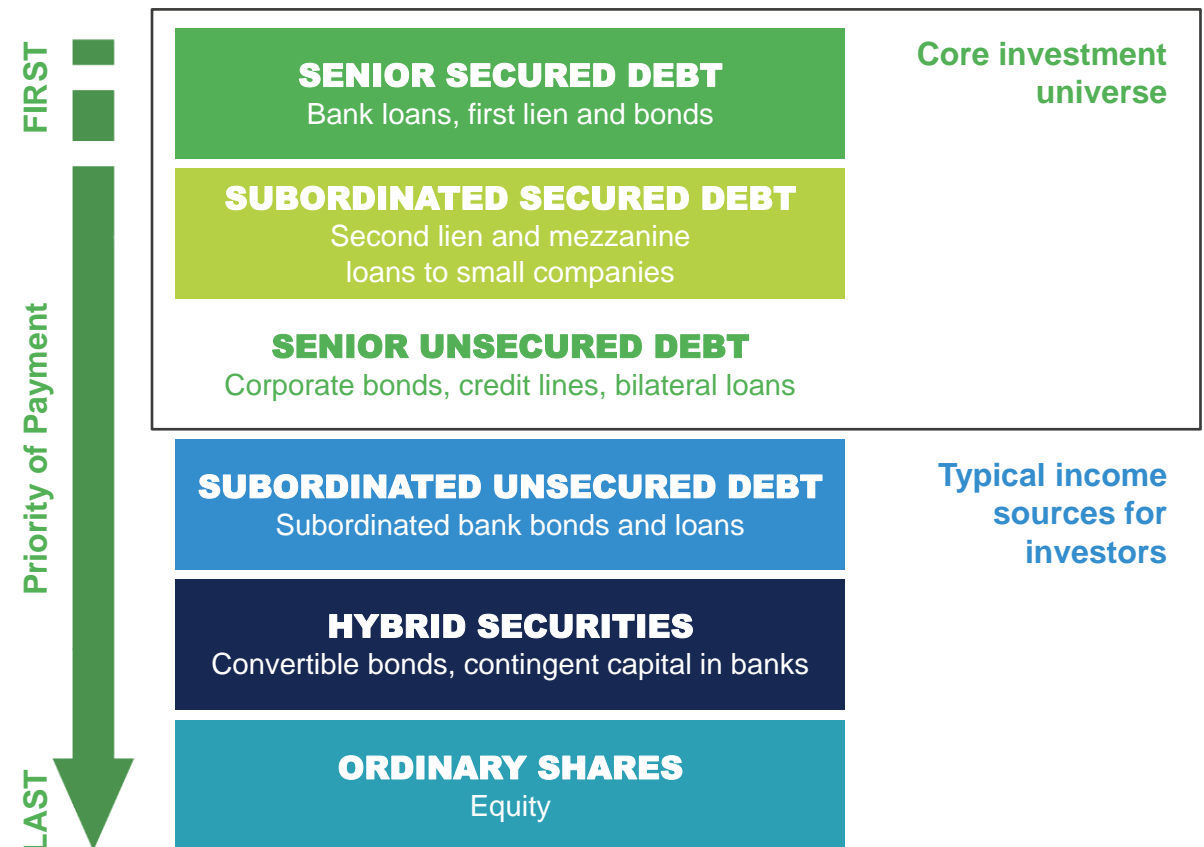 FIRST
Priority of Payment
LAST
SENIOR SECURED DEBT
Bank loans, first lien and bonds
Core investment
universe
SUBORDINATED SECURED DEBT
Second lien and mezzanine
loans to small companies
SENIOR UNSECURED DEBT
Corporate bonds, credit lines, bilateral loans
SUBORDINATED UNSECURED DEBT
Subordinated bank bonds and loans
Typical income
sources for
investors
HYBRID SECURITIES
Convertible bonds, contingent capital in banks
ORDINARY SHARES
Equity